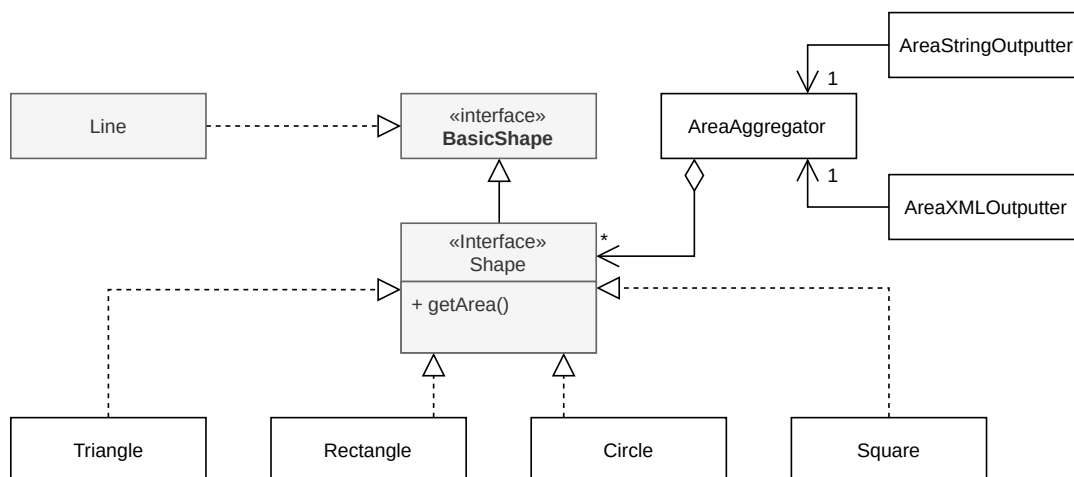 AreaStringOutputter
1
Line
«interface»
BasicShape
AreaAggregator
1
AreaXMLOutputter
«Interface»
Shape
*
+ getArea()
Triangle
Rectangle
Circle
Square